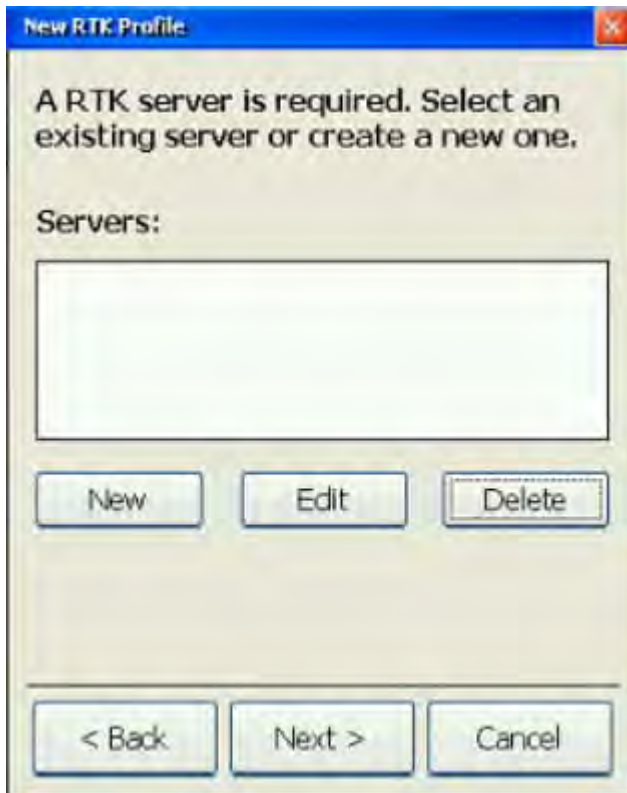 New RTK Profile
A RTK server is required. Select an
existing server or create a new one.
Servers:
New Edit Delete
< Back Next > Cancel